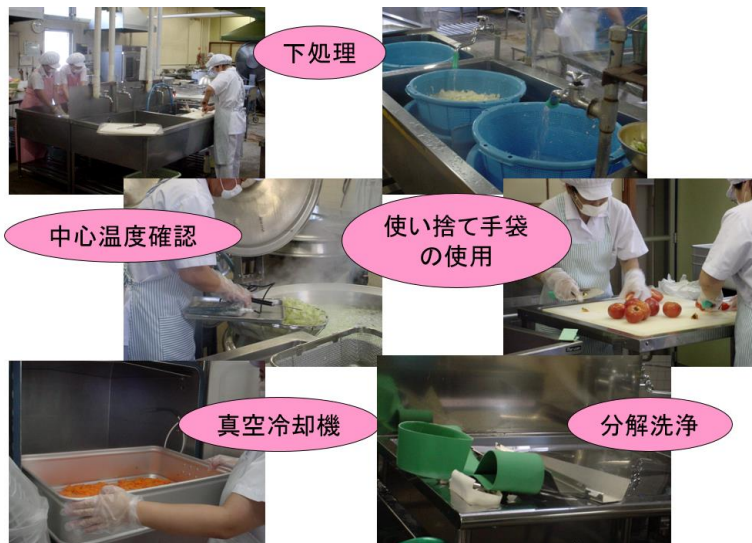 下処理
中心温度確認
使い捨て手袋
の使用
真空冷却機
分解洗浄